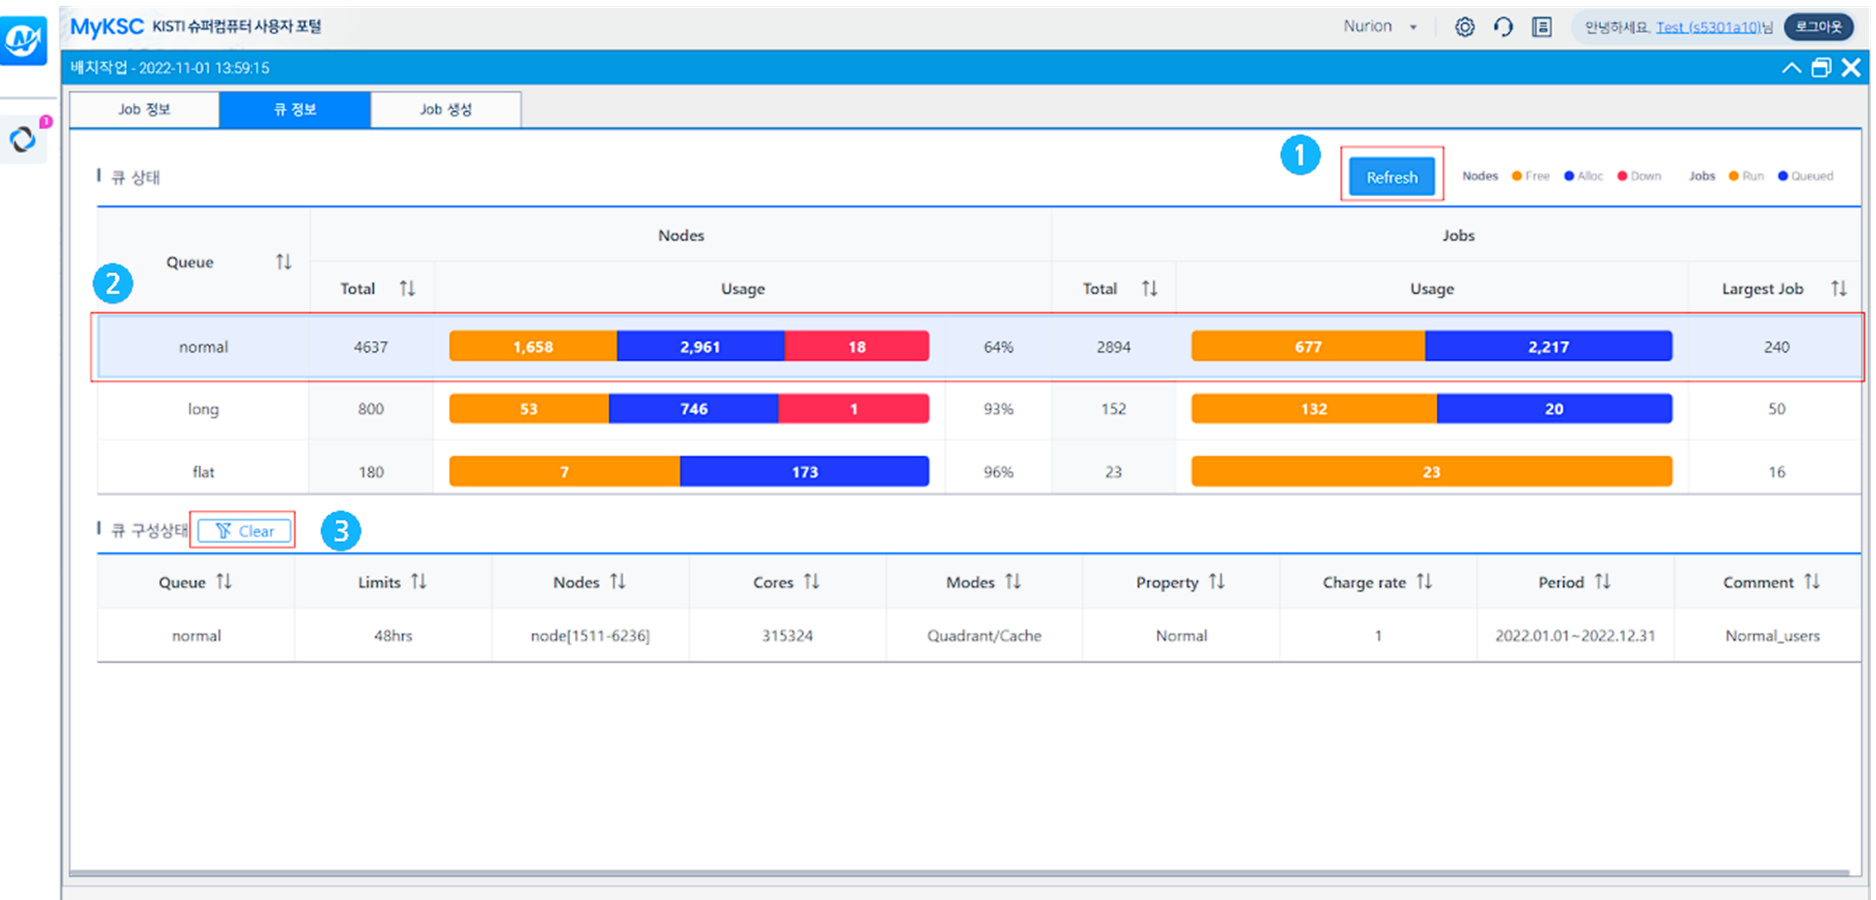 MyKSC KISTI 슈퍼컴퓨터 사용자 포털
Nurion
안녕하세요. Test (s5301a10)님
로그아웃
배치작업 - 2022-11-01 13:59:15
1
Job 정보 큐 정보 Job 생성
큐 상태
1
Refresh
Nodes Free Alloc Down Jobs Run Queued
Queue Nodes Jobs
2
Total Usage Total Usage Largest Job
normal 4637 1,658 2,961 18 64% 2894 677 2,217 240
long 800 53 746 1 93% 152 132 20 50
flat 180 7 173 96% 23 23 16
큐 구성상태 Clear 3
Queue Limits Nodes Cores Modes Property Charge rate Period Comment
normal 48hrs node[1511-6236] 315324 Quadrant/Cache Normal 1 2022.01.01~2022.12.31 Normal_users